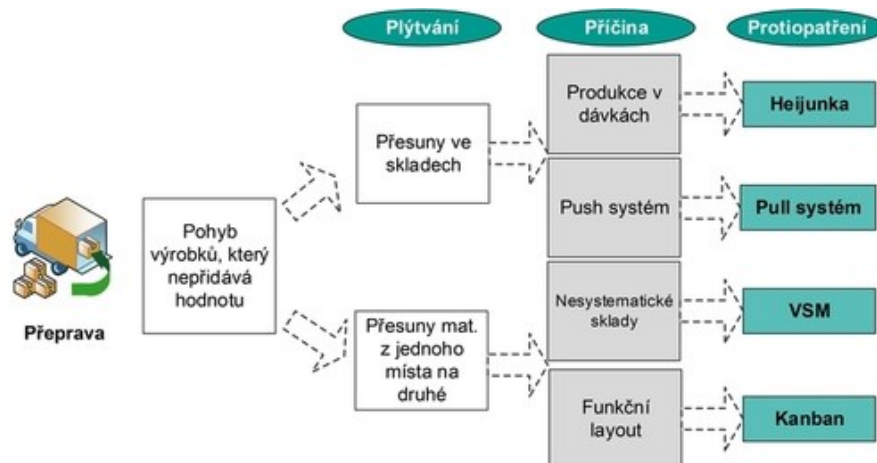 Plýtvání
Příčina
Protiopatření
Přeprava
Pohyb
výrobků, který
nepřidává
hodnotu
Přesuny ve
skladech
Přesuny mat.
z jednoho
místa na
druhé
Produkce v
dávkách
Push systém
Nesystematické
sklady
Funkční
layout
Heijunka
Pull systém
VSM
Kanban